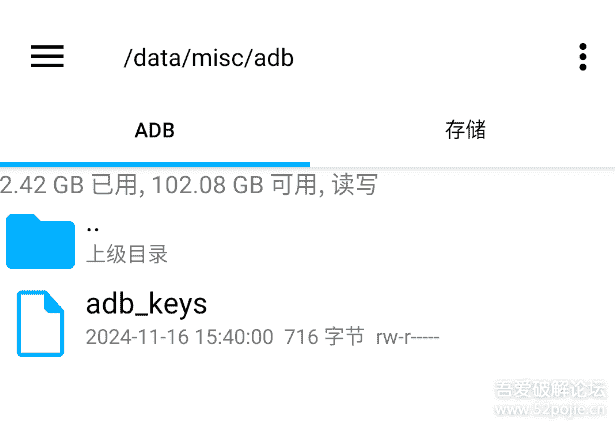 /data/misc/adb
ADB
存储
2.42 GB 已用, 102.08 GB 可用, 读写
..
上级目录
adb_keys
2024-11-16 15:40:00 716 字节 rw-r-----
吾爱破解论坛
www.52pojie.cn